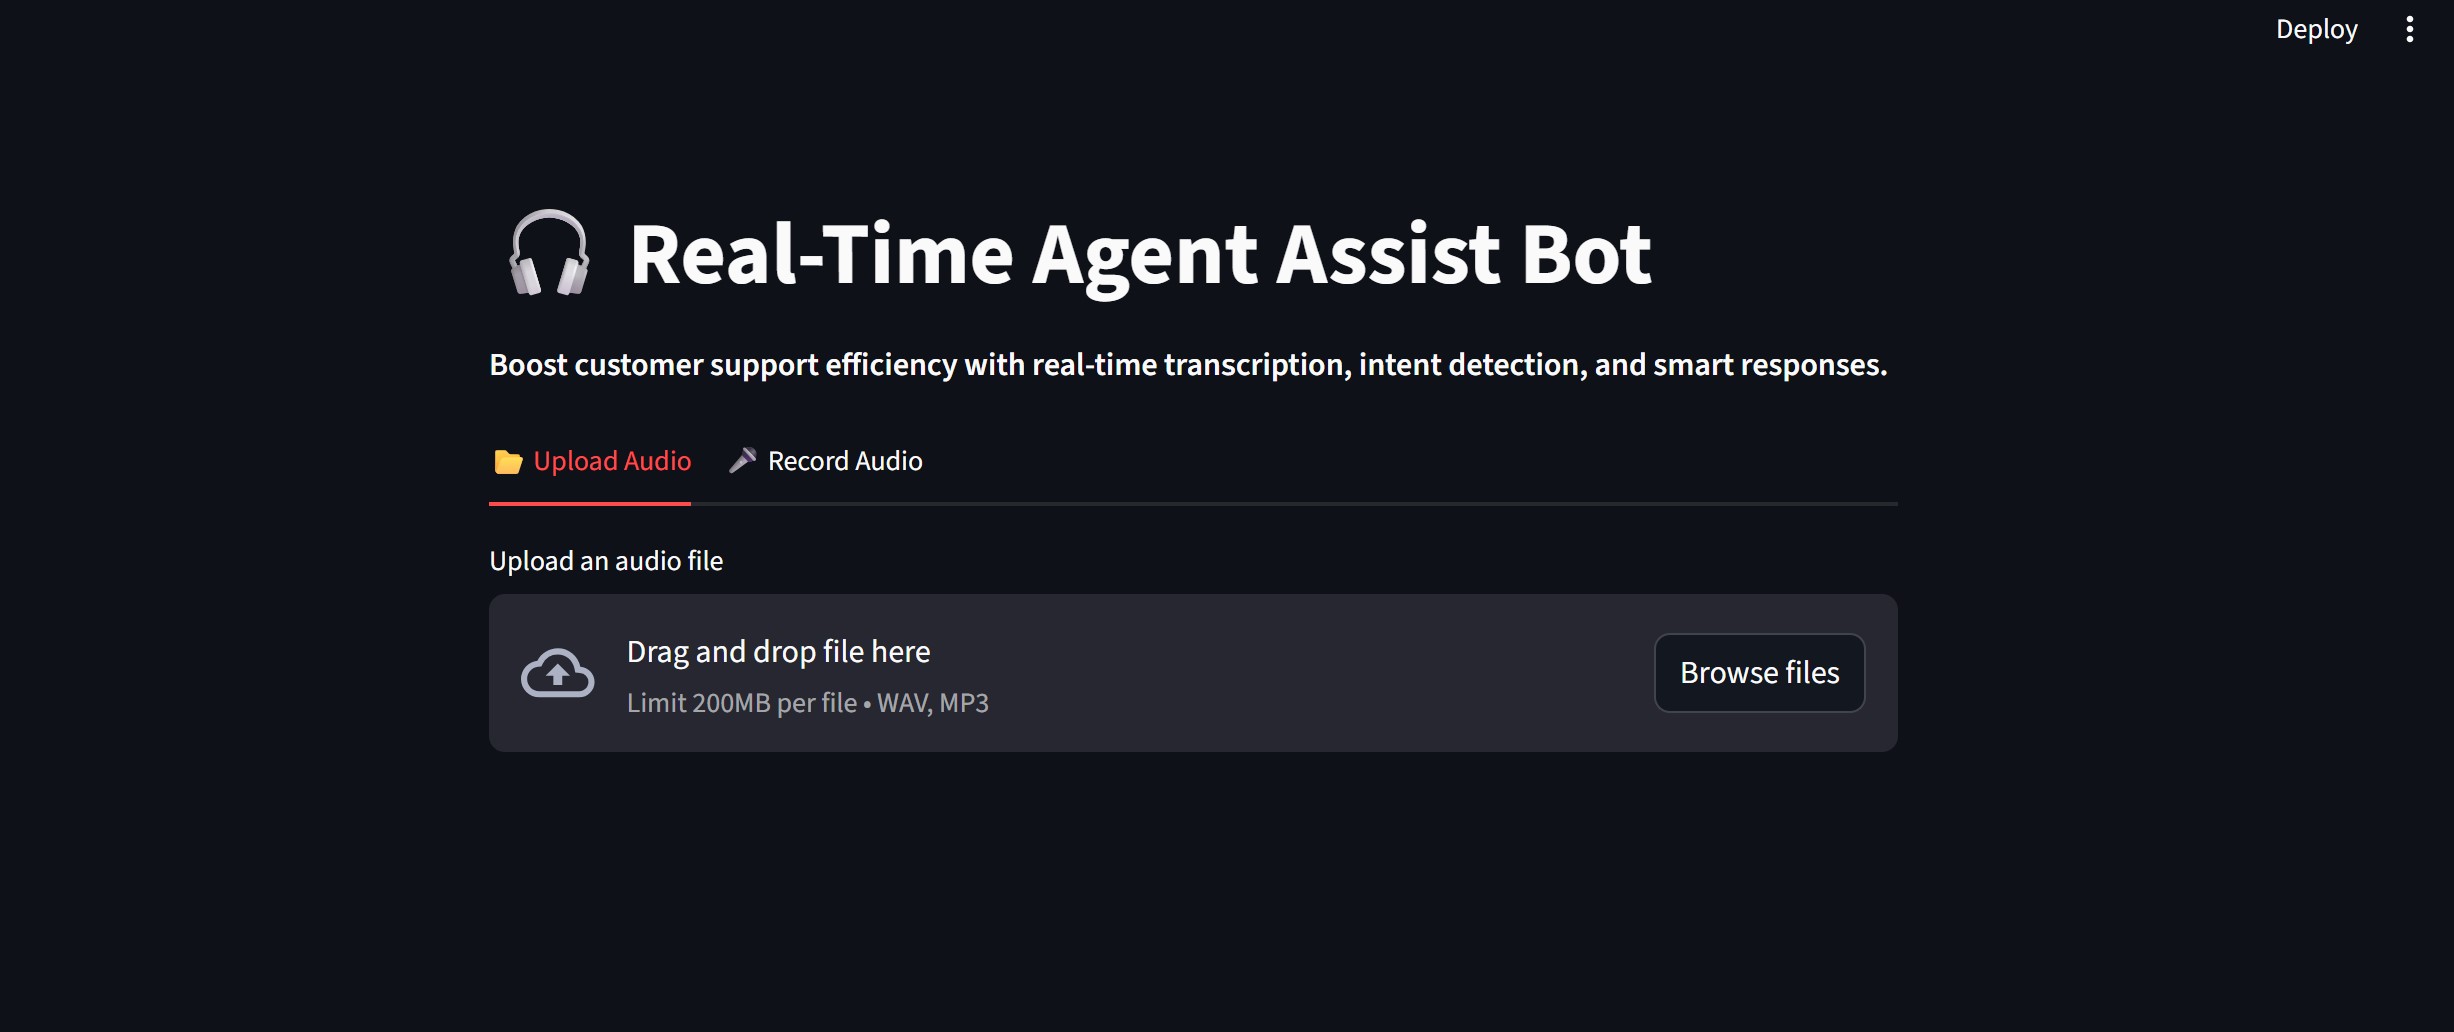 Deploy
Real-Time Agent Assist Bot
Boost customer support efficiency with real-time transcription, intent detection, and smart responses.
Upload Audio
Record Audio
Upload an audio file
Drag and drop file here
Limit 200MB per file • WAV, MP3
Browse files